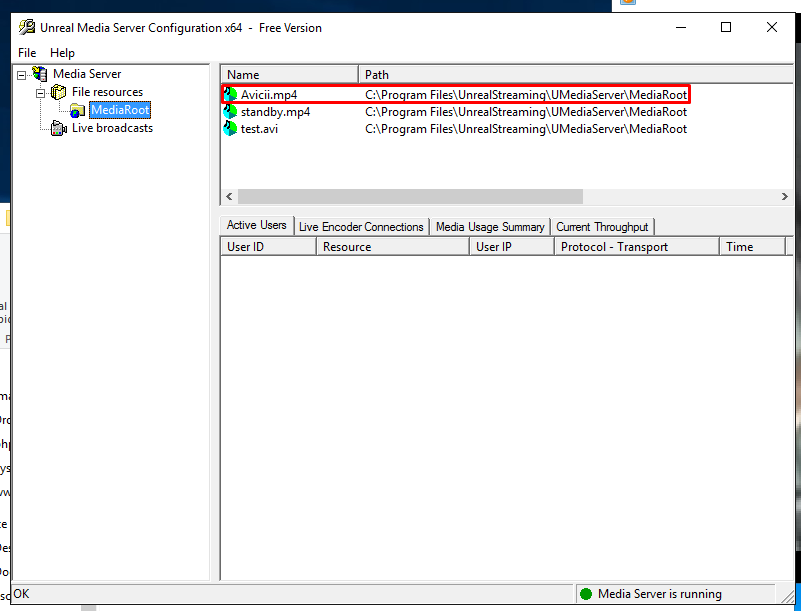 Unreal Media Server Configuration x64 - Free Version
File Help
Media Server
File resources
MediaRoot
Live broadcasts
Name Path
Avicii.mp4 C:\Program Files\UnrealStreaming\UMediaServer\MediaRoot
standby.mp4 C:\Program Files\UnrealStreaming\UMediaServer\MediaRoot
test.avi C:\Program Files\UnrealStreaming\UMediaServer\MediaRoot
Active Users Live Encoder Connections Media Usage Summary Current Throughput
User ID Resource User IP Protocol - Transport Time
OK Media Server is running